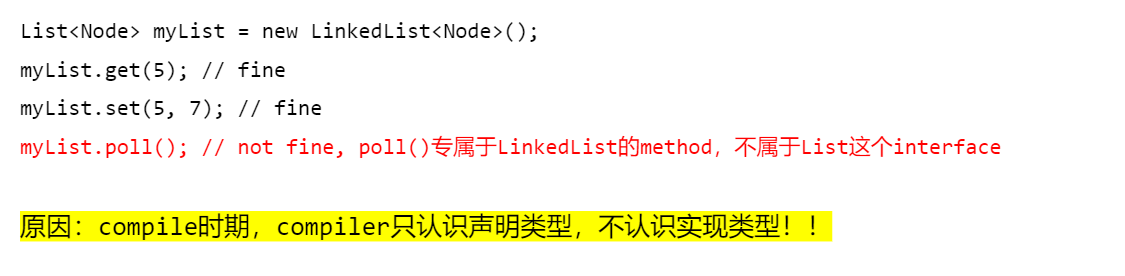 List<Node> myList = new LinkedList<Node>();
myList.get(5); // fine
myList.set(5, 7); // fine
myList.poll(); // not fine, poll()专属于LinkedList的method，不属于List这个interface
原因：compile时期，compiler只认识声明类型，不认识实现类型！！